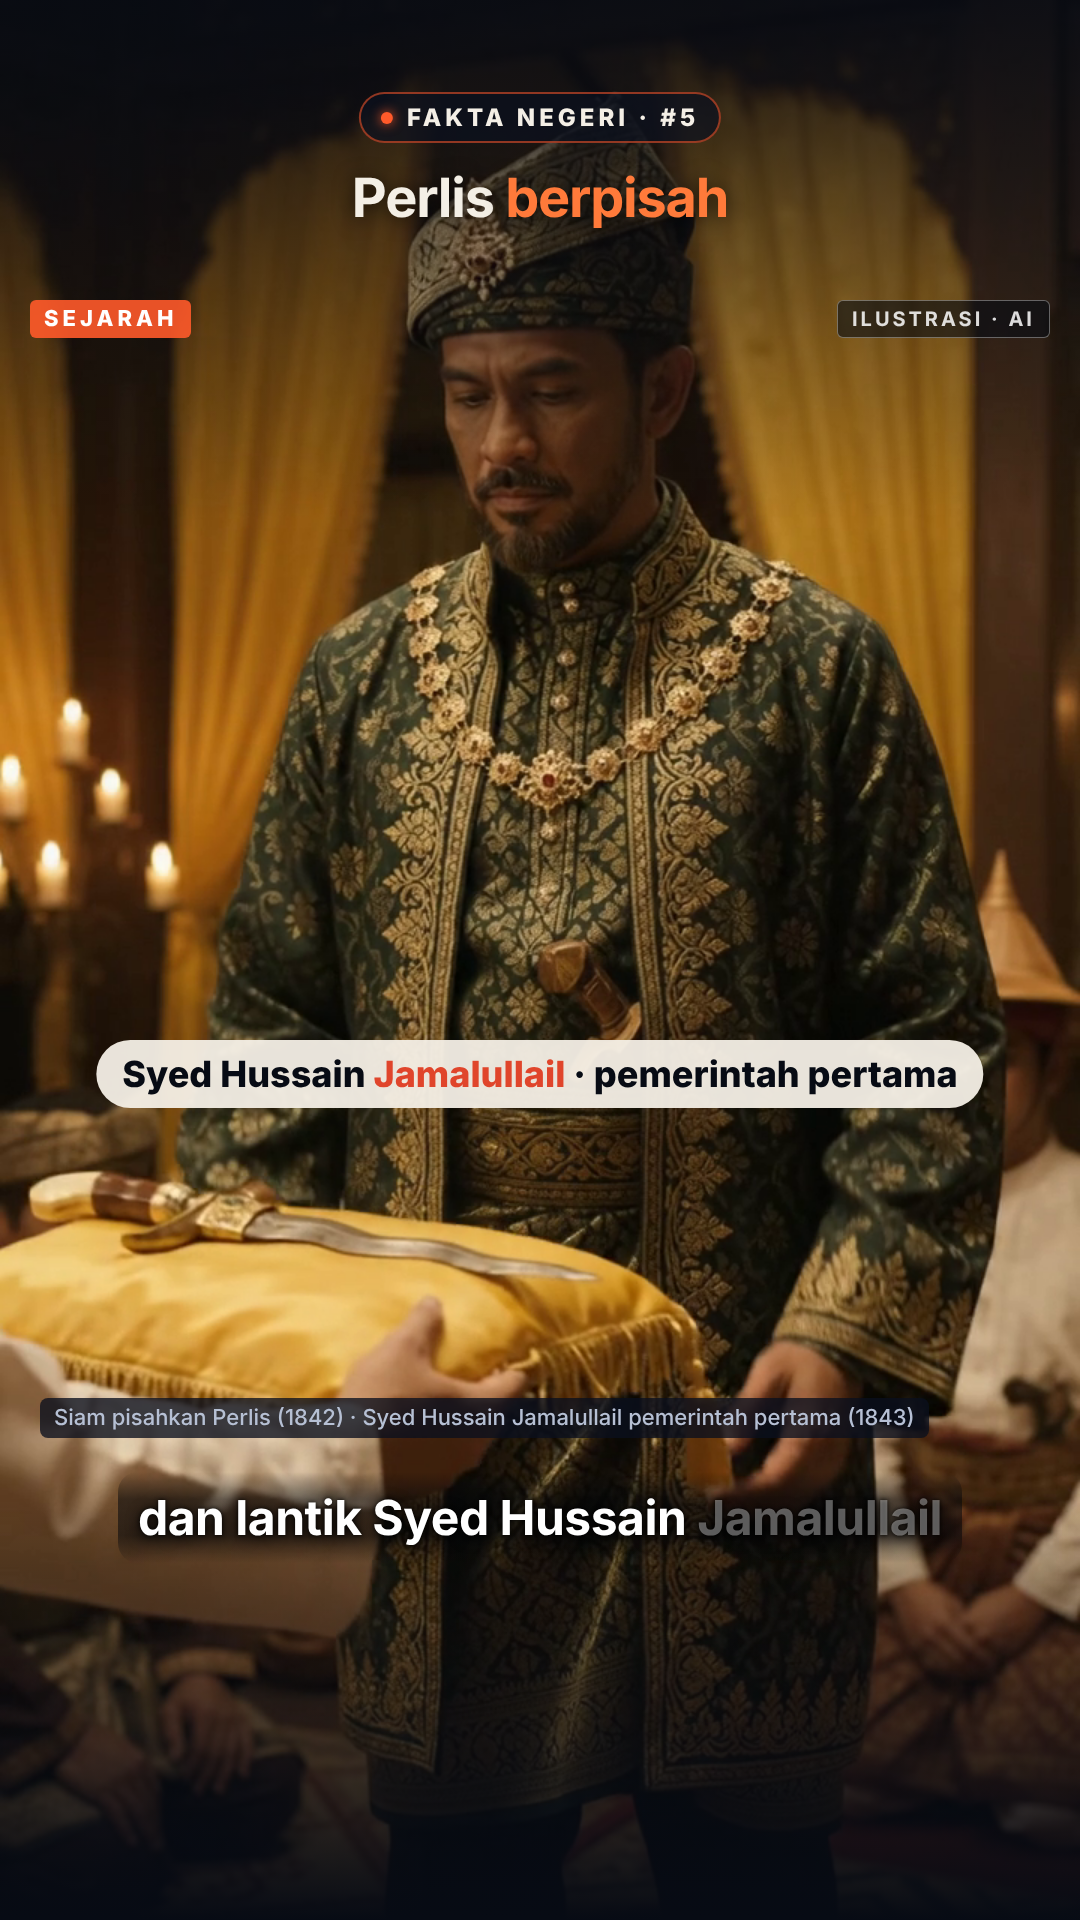 FAKTA NEGERI · #5
Perlis berpisah
SEJARAH
ILUSTRASI · AI
Syed Hussain Jamalullail · pemerintah pertama
Siam pisahkan Perlis (1842) · Syed Hussain Jamalullail pemerintah pertama (1843)
dan lantik Syed Hussain Jamalullail